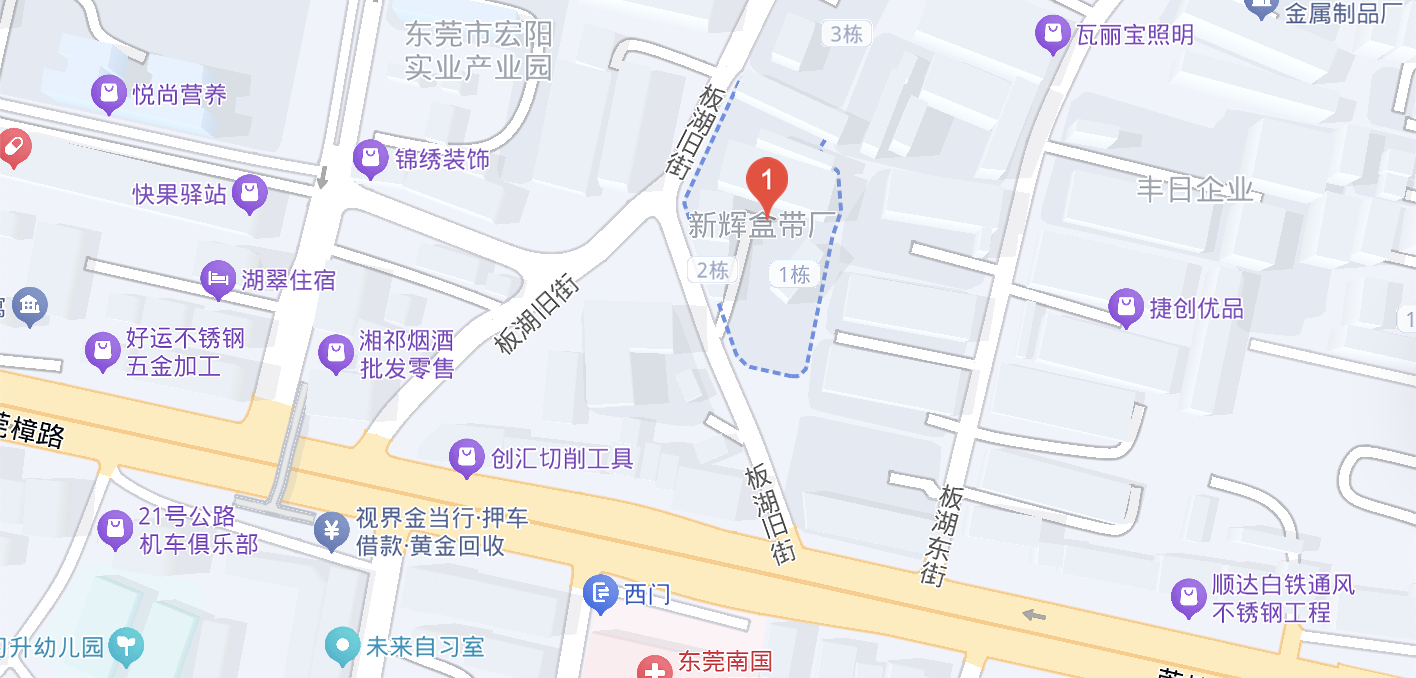 金属制品厂
东莞市宏阳
实业产业园
3栋
瓦丽宝照明
悦尚营养
板湖旧街
锦绣装饰
快果驿站
1
丰日企业
新辉盒带厂
2栋
1栋
湖翠住宿
板湖旧街
捷创优品
好运不锈钢
五金加工
湘祁烟酒
批发零售
莞樟路
创汇切削工具
板湖旧街
板湖东街
21号公路
机车俱乐部
视界金当行·押车
借款·黄金回收
西门
顺达白铁通风
不锈钢工程
升幼儿园
未来自习室
东莞南国